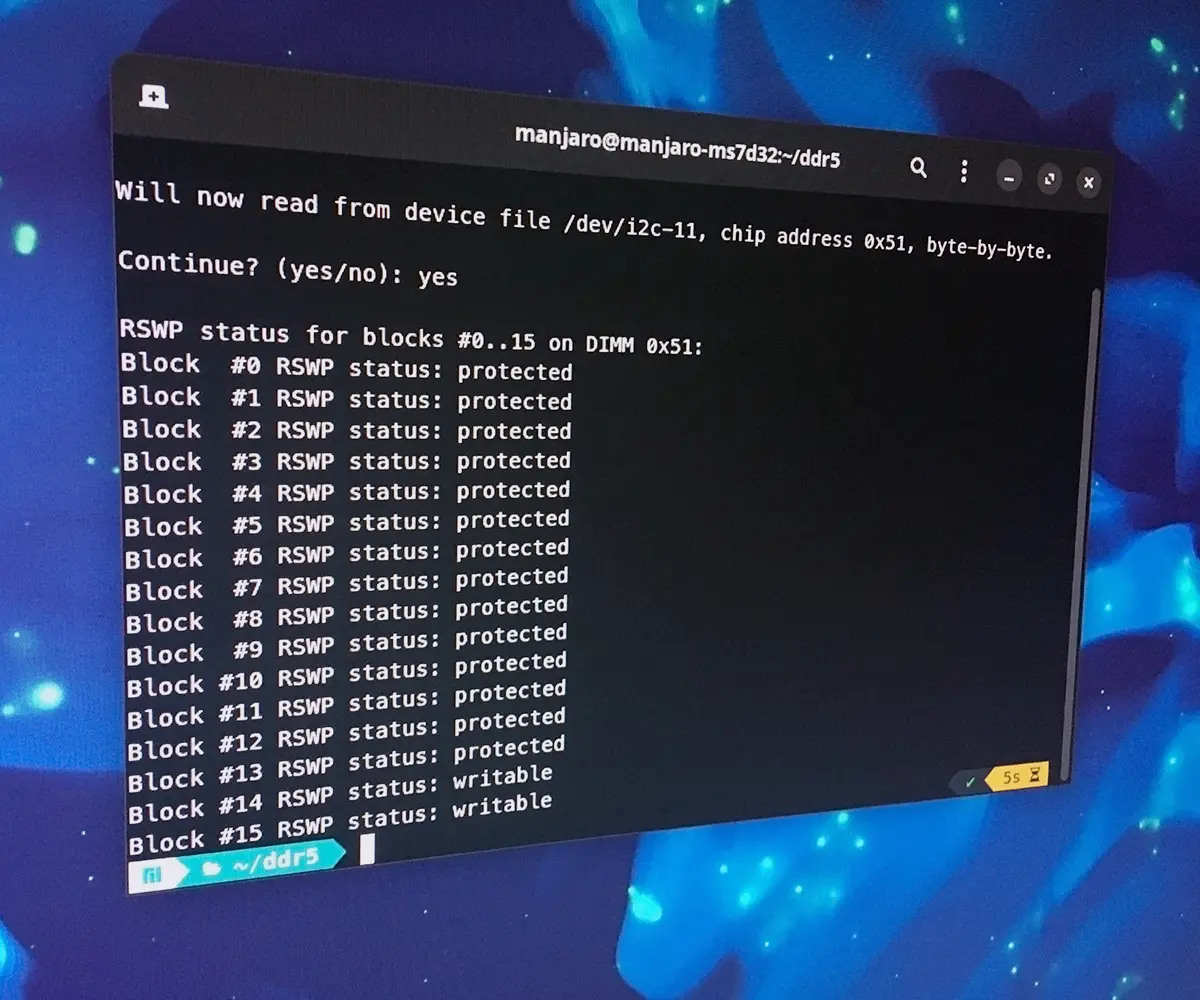 manjaro@manjaro-ms7d32:~/ddr5
Will now read from device file /dev/i2c-11, chip address 0x51, byte-by-byte.
Continue? (yes/no): yes
RSWP status for blocks #0..15 on DIMM 0x51:
Block  #0 RSWP status: protected
Block  #1 RSWP status: protected
Block  #2 RSWP status: protected
Block  #3 RSWP status: protected
Block  #4 RSWP status: protected
Block  #5 RSWP status: protected
Block  #6 RSWP status: protected
Block  #7 RSWP status: protected
Block  #8 RSWP status: protected
Block  #9 RSWP status: protected
Block #10 RSWP status: protected
Block #11 RSWP status: protected
Block #12 RSWP status: protected
Block #13 RSWP status: protected
Block #14 RSWP status: writable
Block #15 RSWP status: writable
~/ddr5
5s